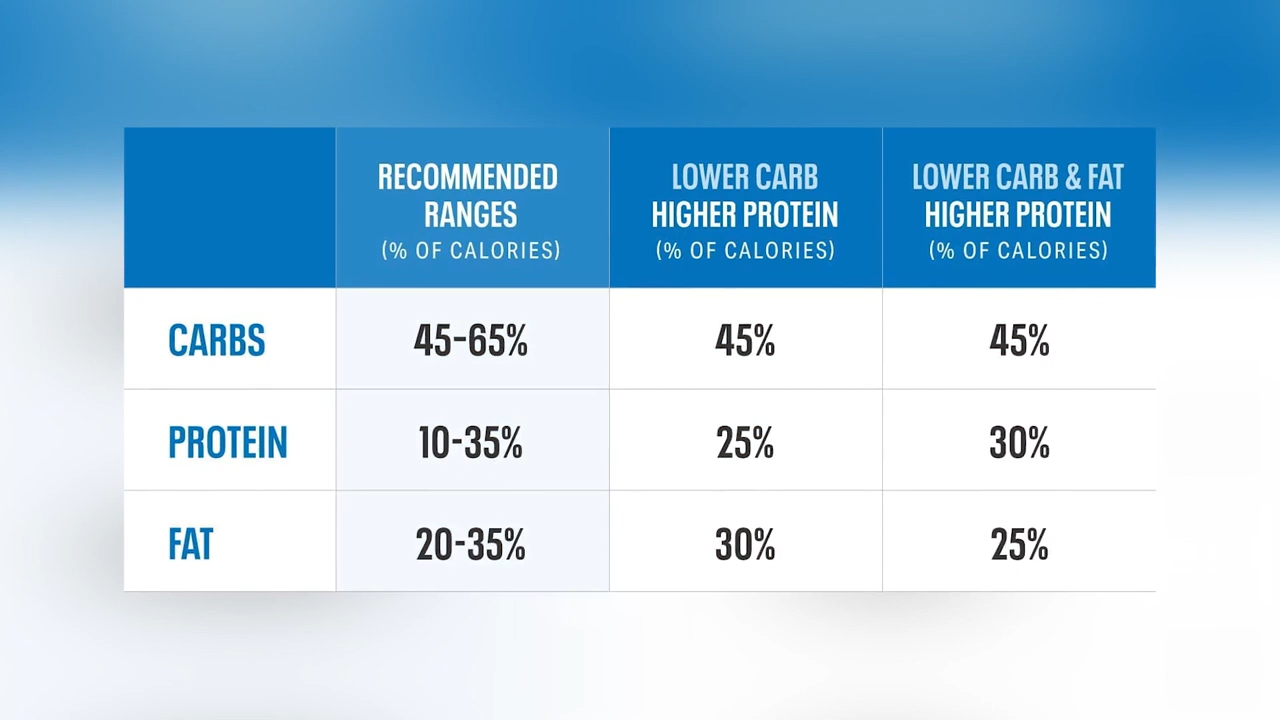 RECOMMENDED
RANGES
(% OF CALORIES)
LOWER CARB
HIGHER PROTEIN
(% OF CALORIES)
LOWER CARB & FAT
HIGHER PROTEIN
(% OF CALORIES)
CARBS 45-65% 45% 45%
PROTEIN 10-35% 25% 30%
FAT 20-35% 30% 25%